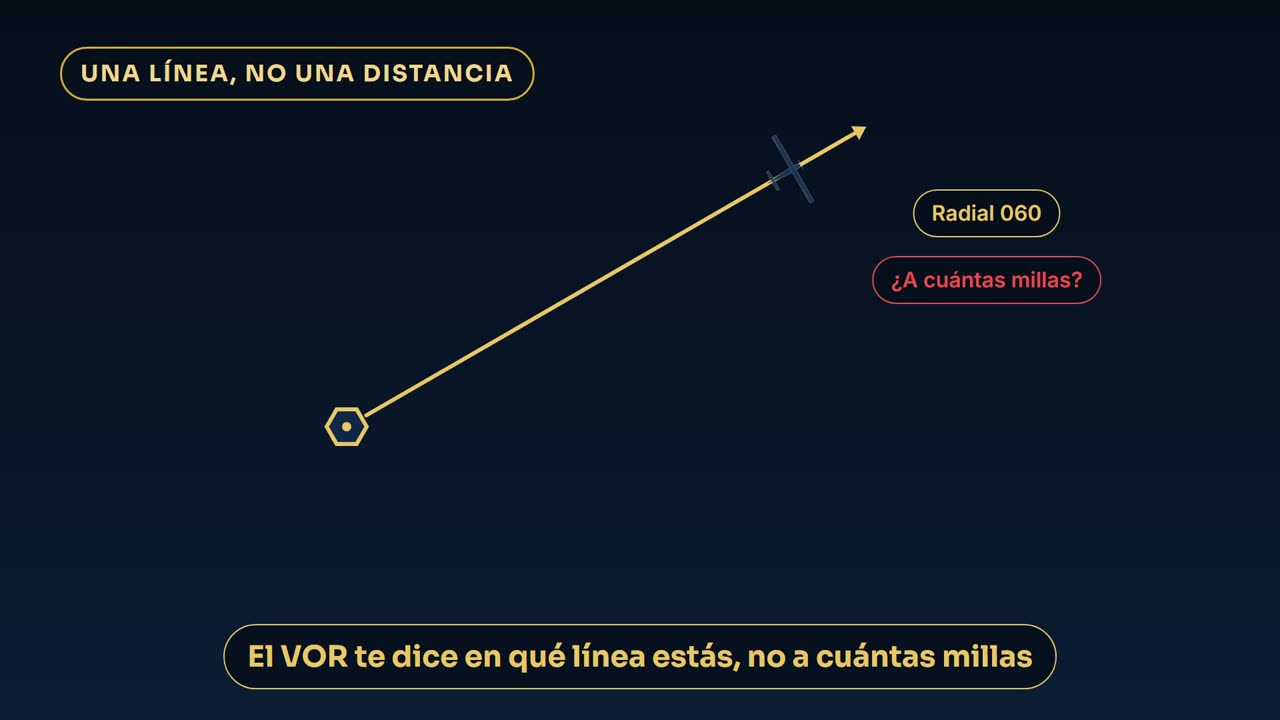 UNA LÍNEA, NO UNA DISTANCIA
Radial 060
¿A cuántas millas?
El VOR te dice en qué línea estás, no a cuántas millas